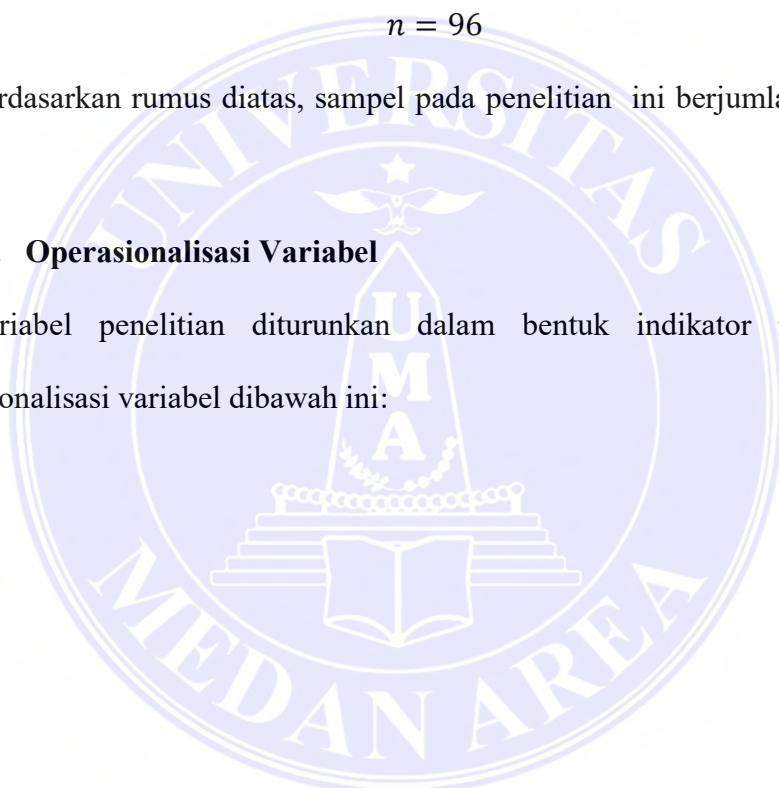 n = 96
rdasarkan rumus diatas, sampel pada penelitian ini berjumla
Operasionalisasi Variabel
riabel penelitian diturunkan dalam bentuk indikator
onalisasi variabel dibawah ini:
UNIVERSITAS
UMA
MEDAN AREA